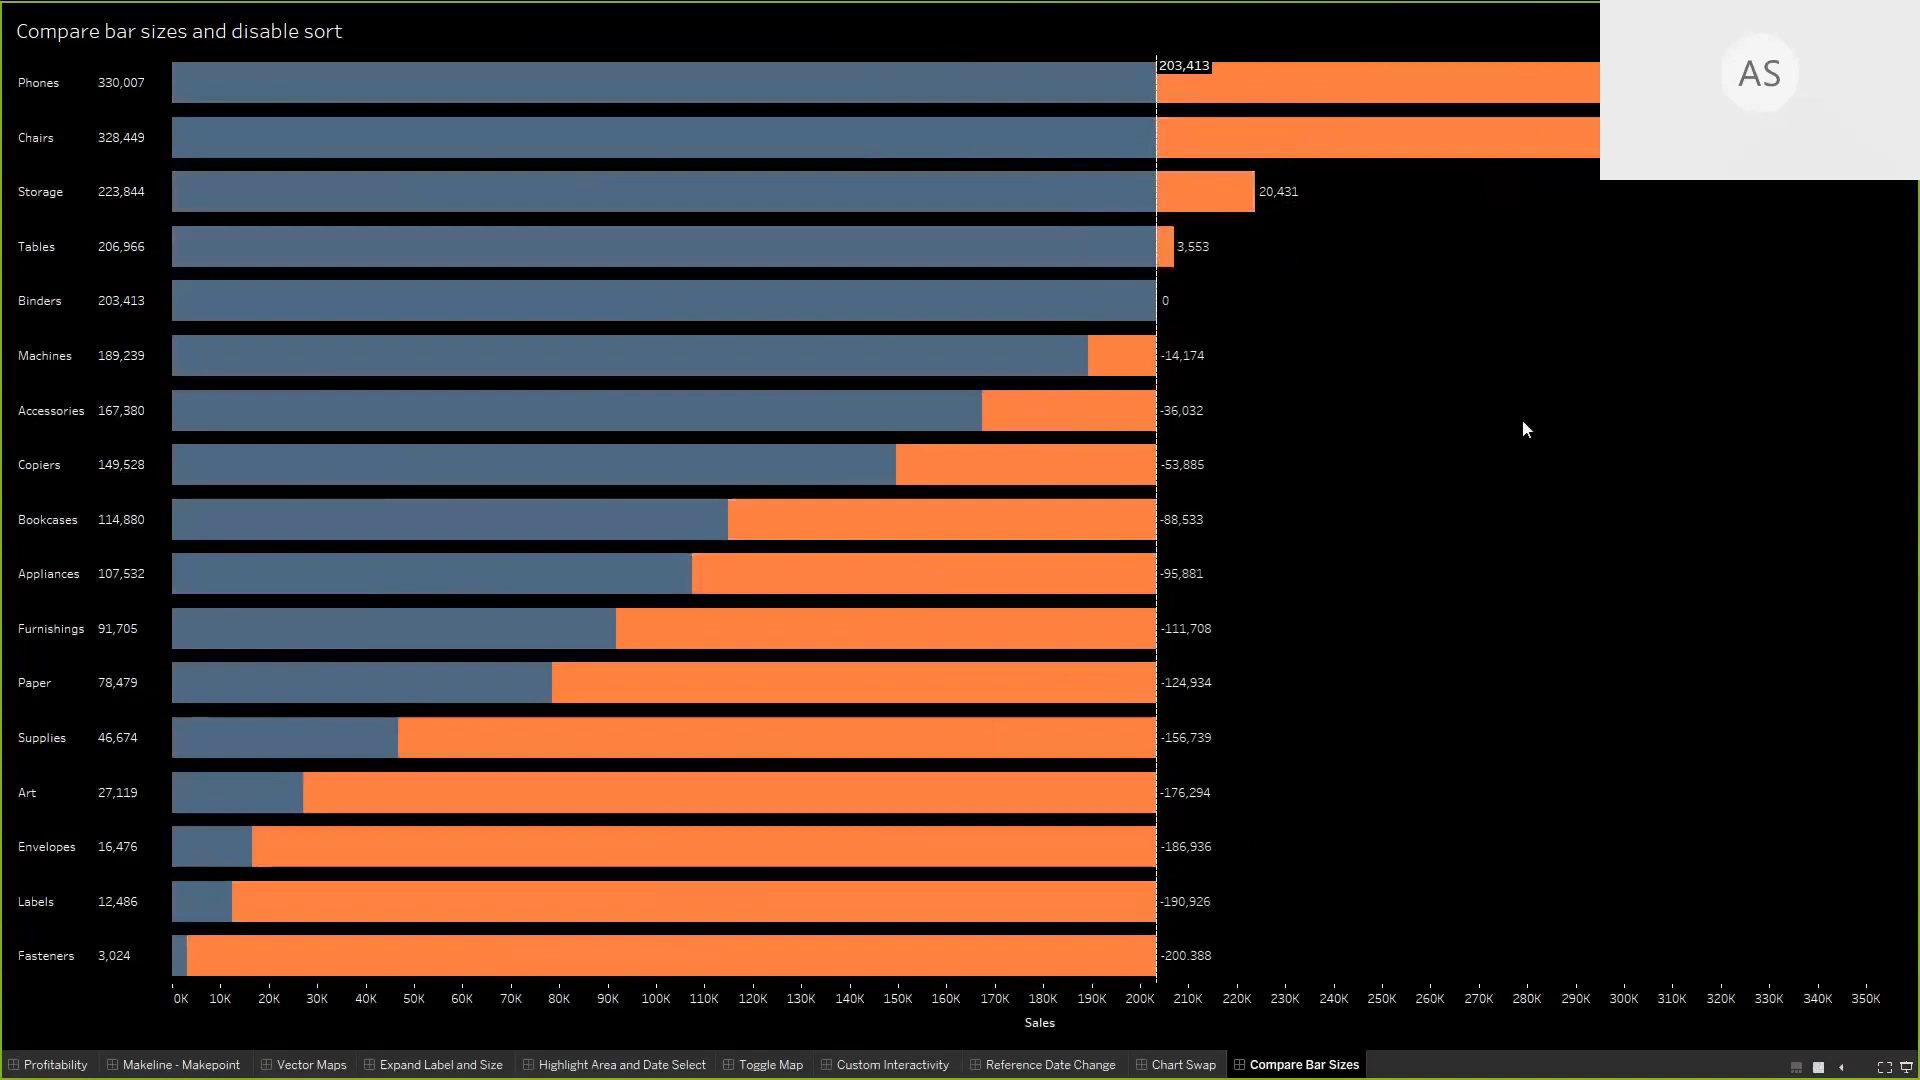 Compare bar sizes and disable sort
AS
Phones 330,007 203,413
Chairs 328,449
Storage 223,844 20,431
Tables 206,966 3,553
Binders 203,413 0
Machines 189,239 -14,174
Accessories 167,380 -36,032
Copiers 149,528 -53,885
Bookcases 114,880 -88,533
Appliances 107,532 -95,881
Furnishings 91,705 -111,708
Paper 78,479 -124,934
Supplies 46,674 -156,739
Art 27,119 -176,294
Envelopes 16,476 -186,936
Labels 12,486 -190,926
Fasteners 3,024 -200.388
0K 10K 20K 30K 40K 50K 60K 70K 80K 90K 100K 110K 120K 130K 140K 150K 160K 170K 180K 190K 200K 210K 220K 230K 240K 250K 260K 270K 280K 290K 300K 310K 320K 330K 340K 350K
Sales
Profitability Makeline - Makepoint Vector Maps Expand Label and Size Highlight Area and Date Select Toggle Map Custom Interactivity Reference Date Change Chart Swap Compare Bar Sizes